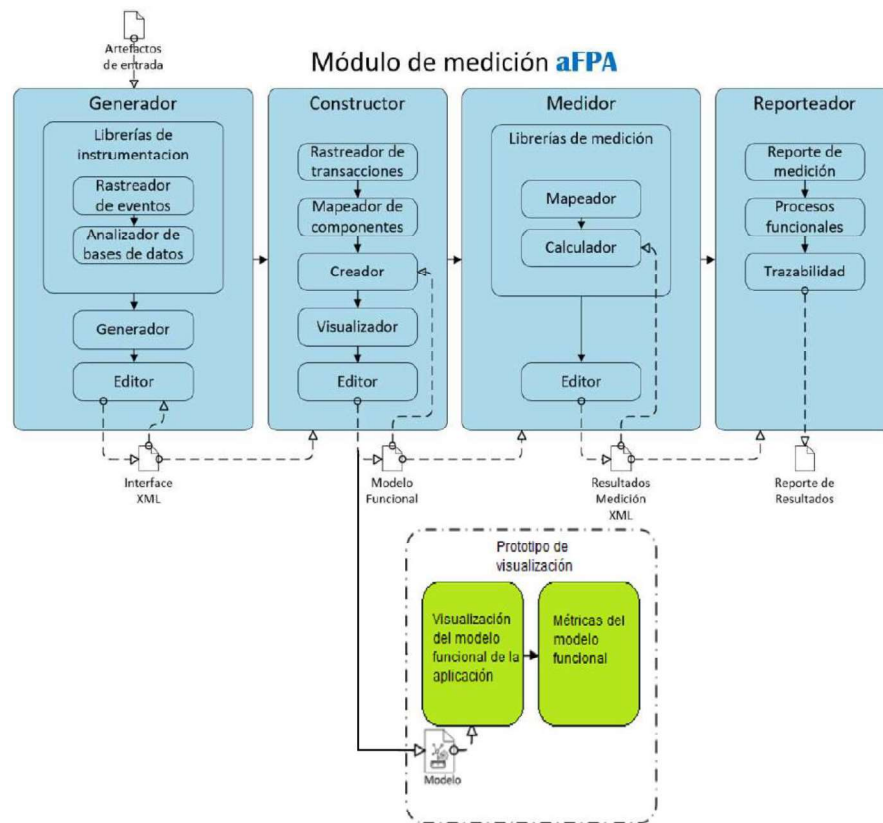 Artefactos
de entrada
Módulo de medición aFPA
Generador
Librerías de
instrumentacion
Rastreador
de eventos
Analizador de
bases de datos
Generador
Editor
Constructor
Rastreador de
transacciones
Mapeador de
componentes
Creador
Visualizador
Editor
Medidor
Librerías de medición
Mapeador
Calculador
Editor
Reporteador
Reporte de
medición
Procesos
funcionales
Trazabilidad
Interface
XML
Modelo
Funcional
Resultados
Medición
XML
Reporte de
Resultados
Prototipo de
visualización
Visualización
del modelo
funcional de la
aplicación
Métricas del
modelo
funcional
Modelo